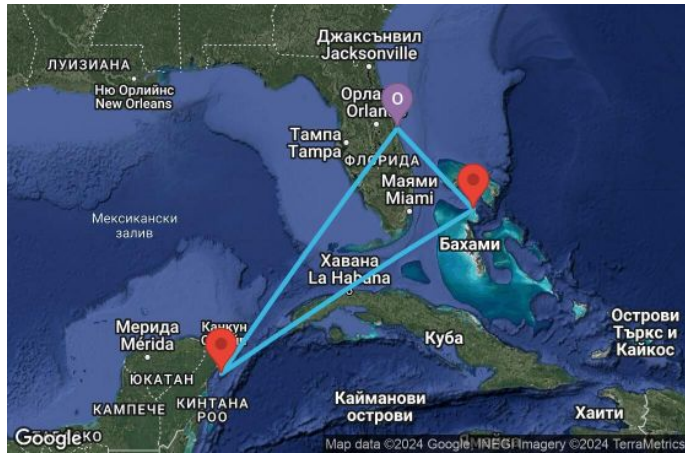 Джаксънвил
Jacksonville
ЛУИЗИАНА
Ню Орлийнс
New Orleans
Орла
Orlando
O
Тампа
Tampa
ФЛОРИДА
Маями
Miami
Мексикански
залив
Бахами
Хавана
La Habana
Острови
Търкс и
Кайкос
Канкун
Мерида
Mérida
Куба
ЮКАТАН
КАМПЕЧЕ
КИНТАНА
РОО
Кайманови
острови
Хаити
Google
Map data ©2024 Google, INEGI Imagery ©2024 TerraMetrics